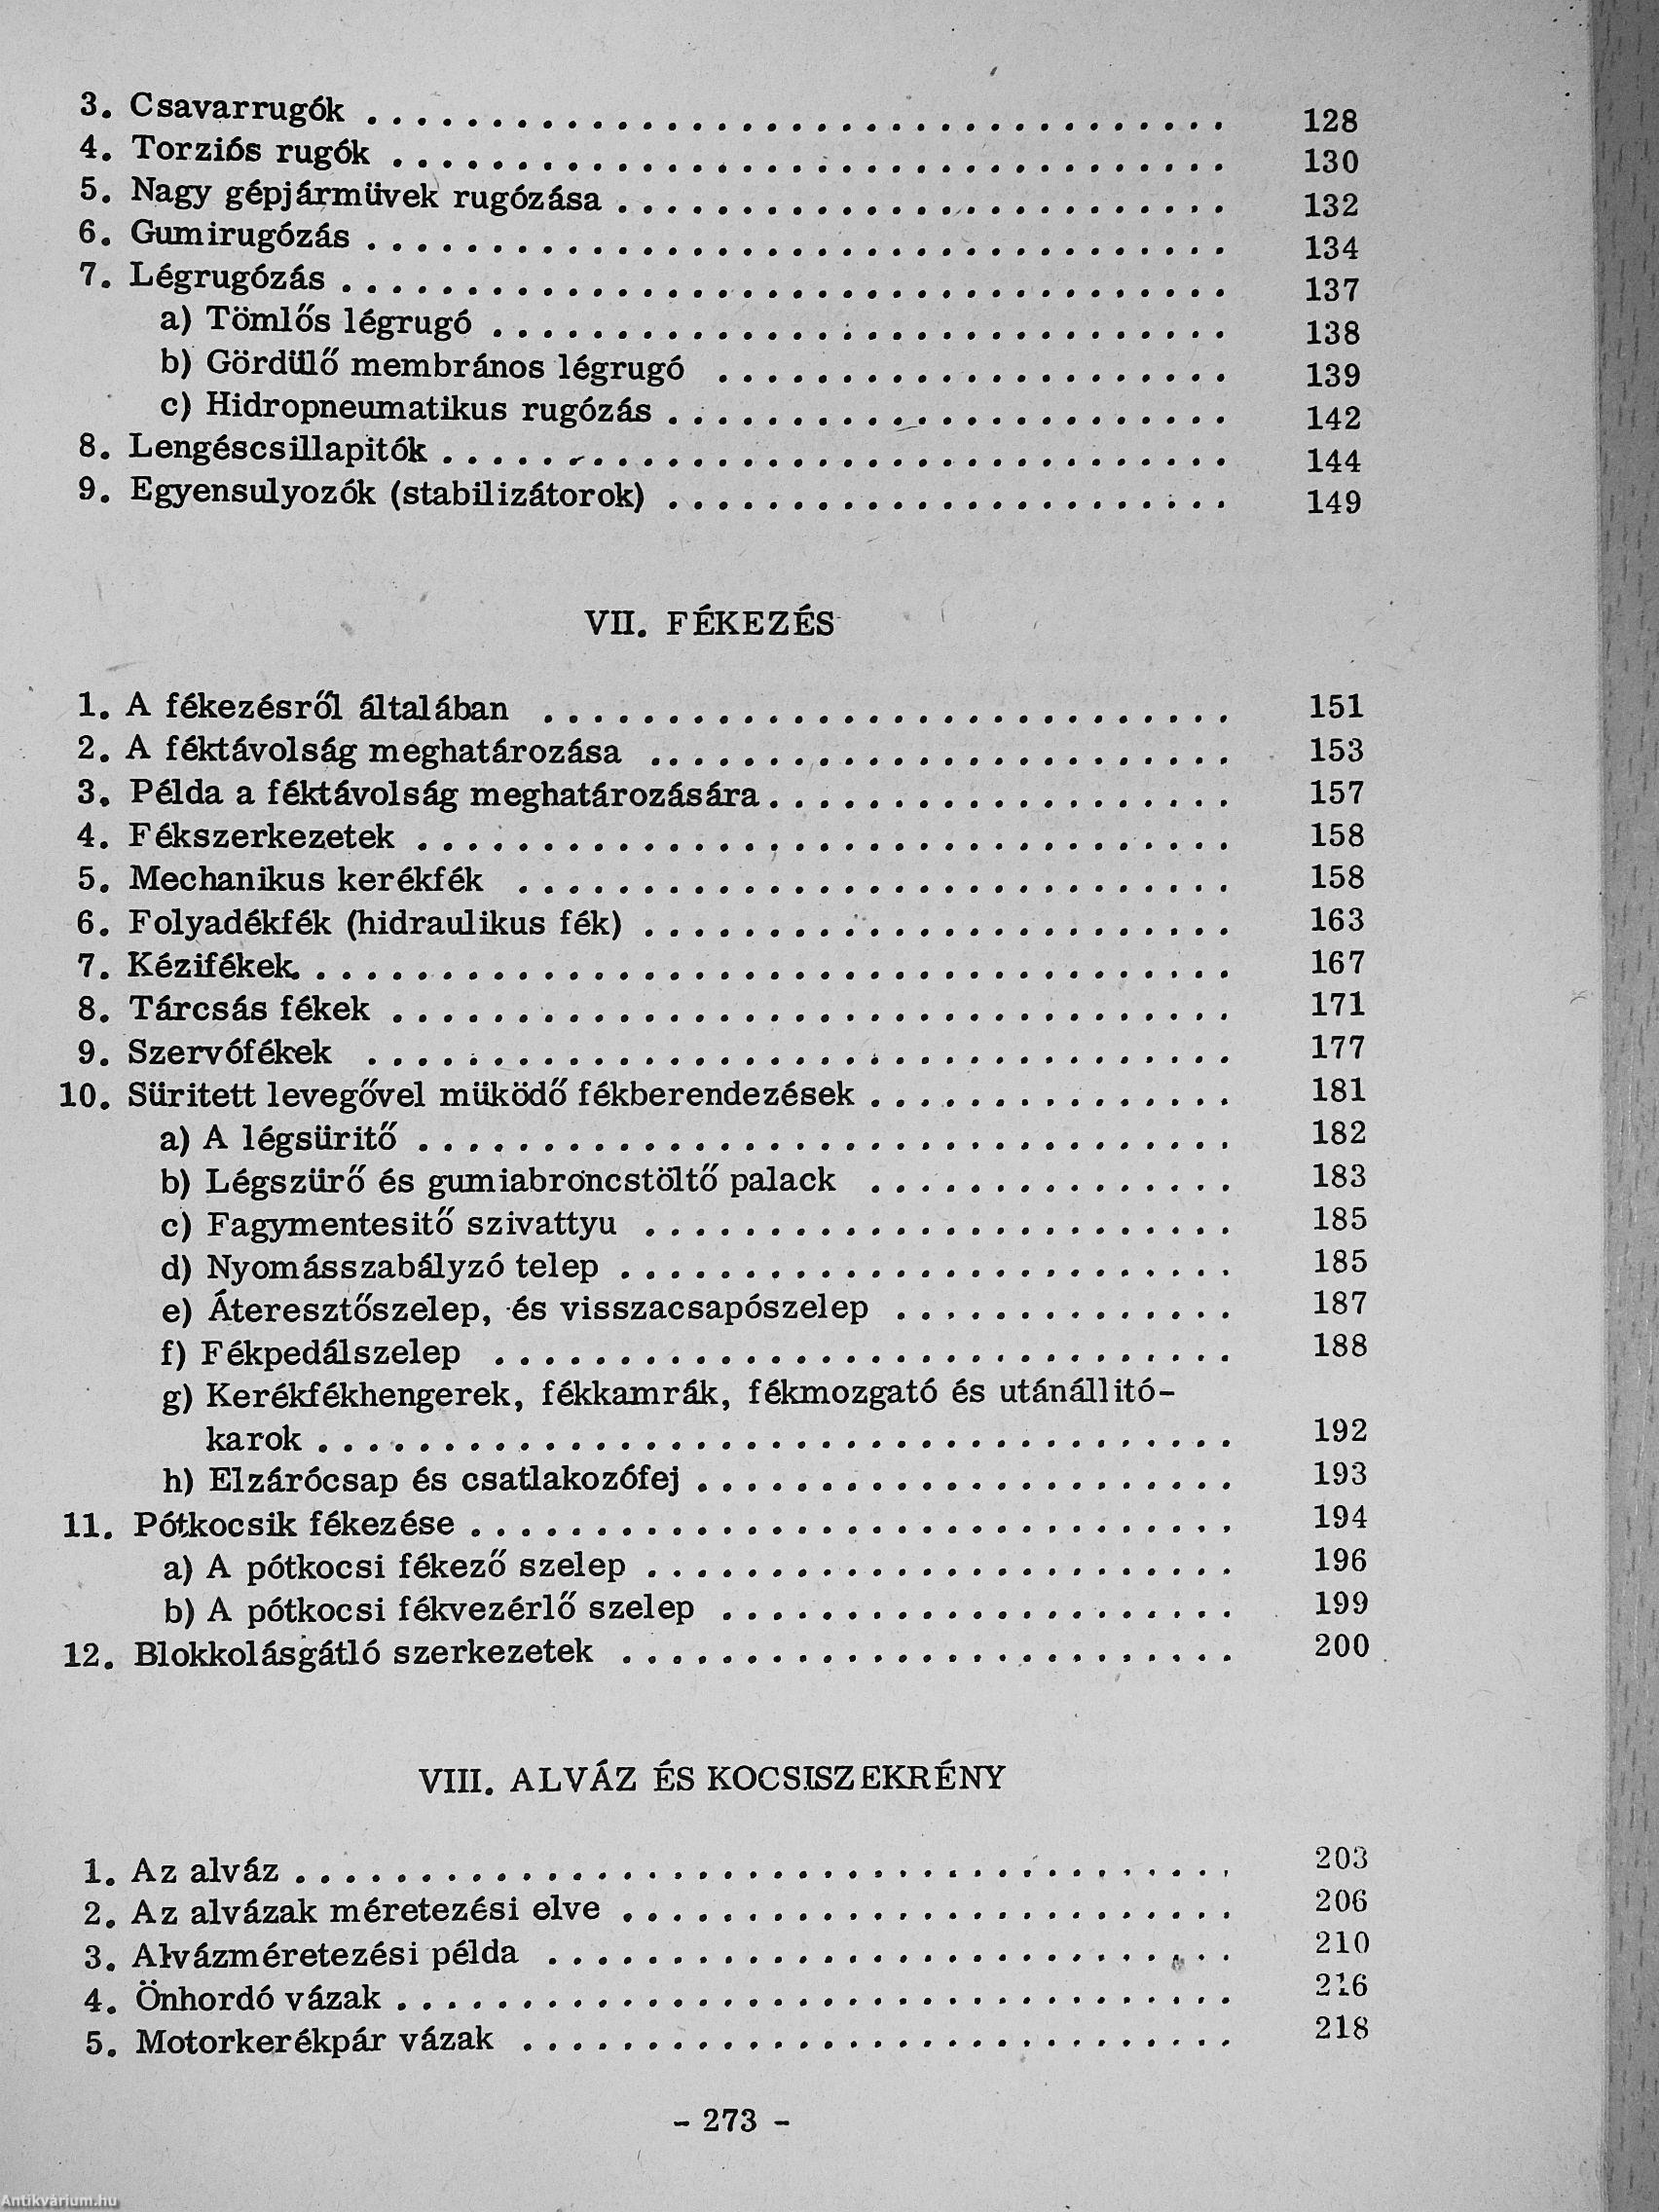 3. Csavarrugók . . . . . . . . . . 128
4. Torziós rugók . . . . . . . . . . 130
5. Nagy gépjármüvek rugózása . . . . . . . . . . 132
6. Gumirugózás . . . . . . . . . . 134
7. Légrugózás . . . . . . . . . . 137
a) Tömlős légrugó . . . . . . . . . . 138
b) Gördülő membrános légrugó . . . . . . . . . . 139
c) Hidropneumatikus rugózás . . . . . . . . . . 142
8. Lengéscsillapitók . . . . . . . . . . 144
9. Egyensulyozók (stabilizátorok) . . . . . . . . . . 149
VII. FÉKEZÉS
1. A fékezésről általában . . . . . . . . . . 151
2. A féktávolság meghatározása . . . . . . . . . . 153
3. Példa a féktávolság meghatározására . . . . . . . . . . 157
4. Fékszerkezetek . . . . . . . . . . 158
5. Mechanikus kerékfék . . . . . . . . . . 158
6. Folyadékfék (hidraulikus fék) . . . . . . . . . . 163
7. Kézifékek . . . . . . . . . . 167
8. Tárcsás fékek . . . . . . . . . . 171
9. Szervófékek . . . . . . . . . . 177
10. Süritett levegővel müködő fékberendezések . . . . . . . . . . 181
a) A légsüritő . . . . . . . . . . 182
b) Légszürő és gumiabroncstöltő palack . . . . . . . . . . 183
c) Fagymentesitő szivattyu . . . . . . . . . . 185
d) Nyomásszabályzó telep . . . . . . . . . . 185
e) Áteresztőszelep, és visszacsapószelep . . . . . . . . . . 187
f) Fékpedálszelep . . . . . . . . . . 188
g) Kerékfékhengerek, fékkamrák, fékmozgató és utánállitó-
karok . . . . . . . . . . 192
h) Elzárócsap és csatlakozófej . . . . . . . . . . 193
11. Pótkocsik fékezése . . . . . . . . . . 194
a) A pótkocsi fékező szelep . . . . . . . . . . 196
b) A pótkocsi fékvezérlő szelep . . . . . . . . . . 199
12. Blokkolásgátló szerkezetek . . . . . . . . . . 200
VIII. ALVÁZ ÉS KOCSISZEKRÉNY
1. Az alváz . . . . . . . . . . 203
2. Az alvázak méretezési elve . . . . . . . . . . 206
3. Alvázméretezési példa . . . . . . . . . . 210
4. Önhordó vázak . . . . . . . . . . 216
5. Motorkerékpár vázak . . . . . . . . . . 218
- 273 -
Antikvárium.hu